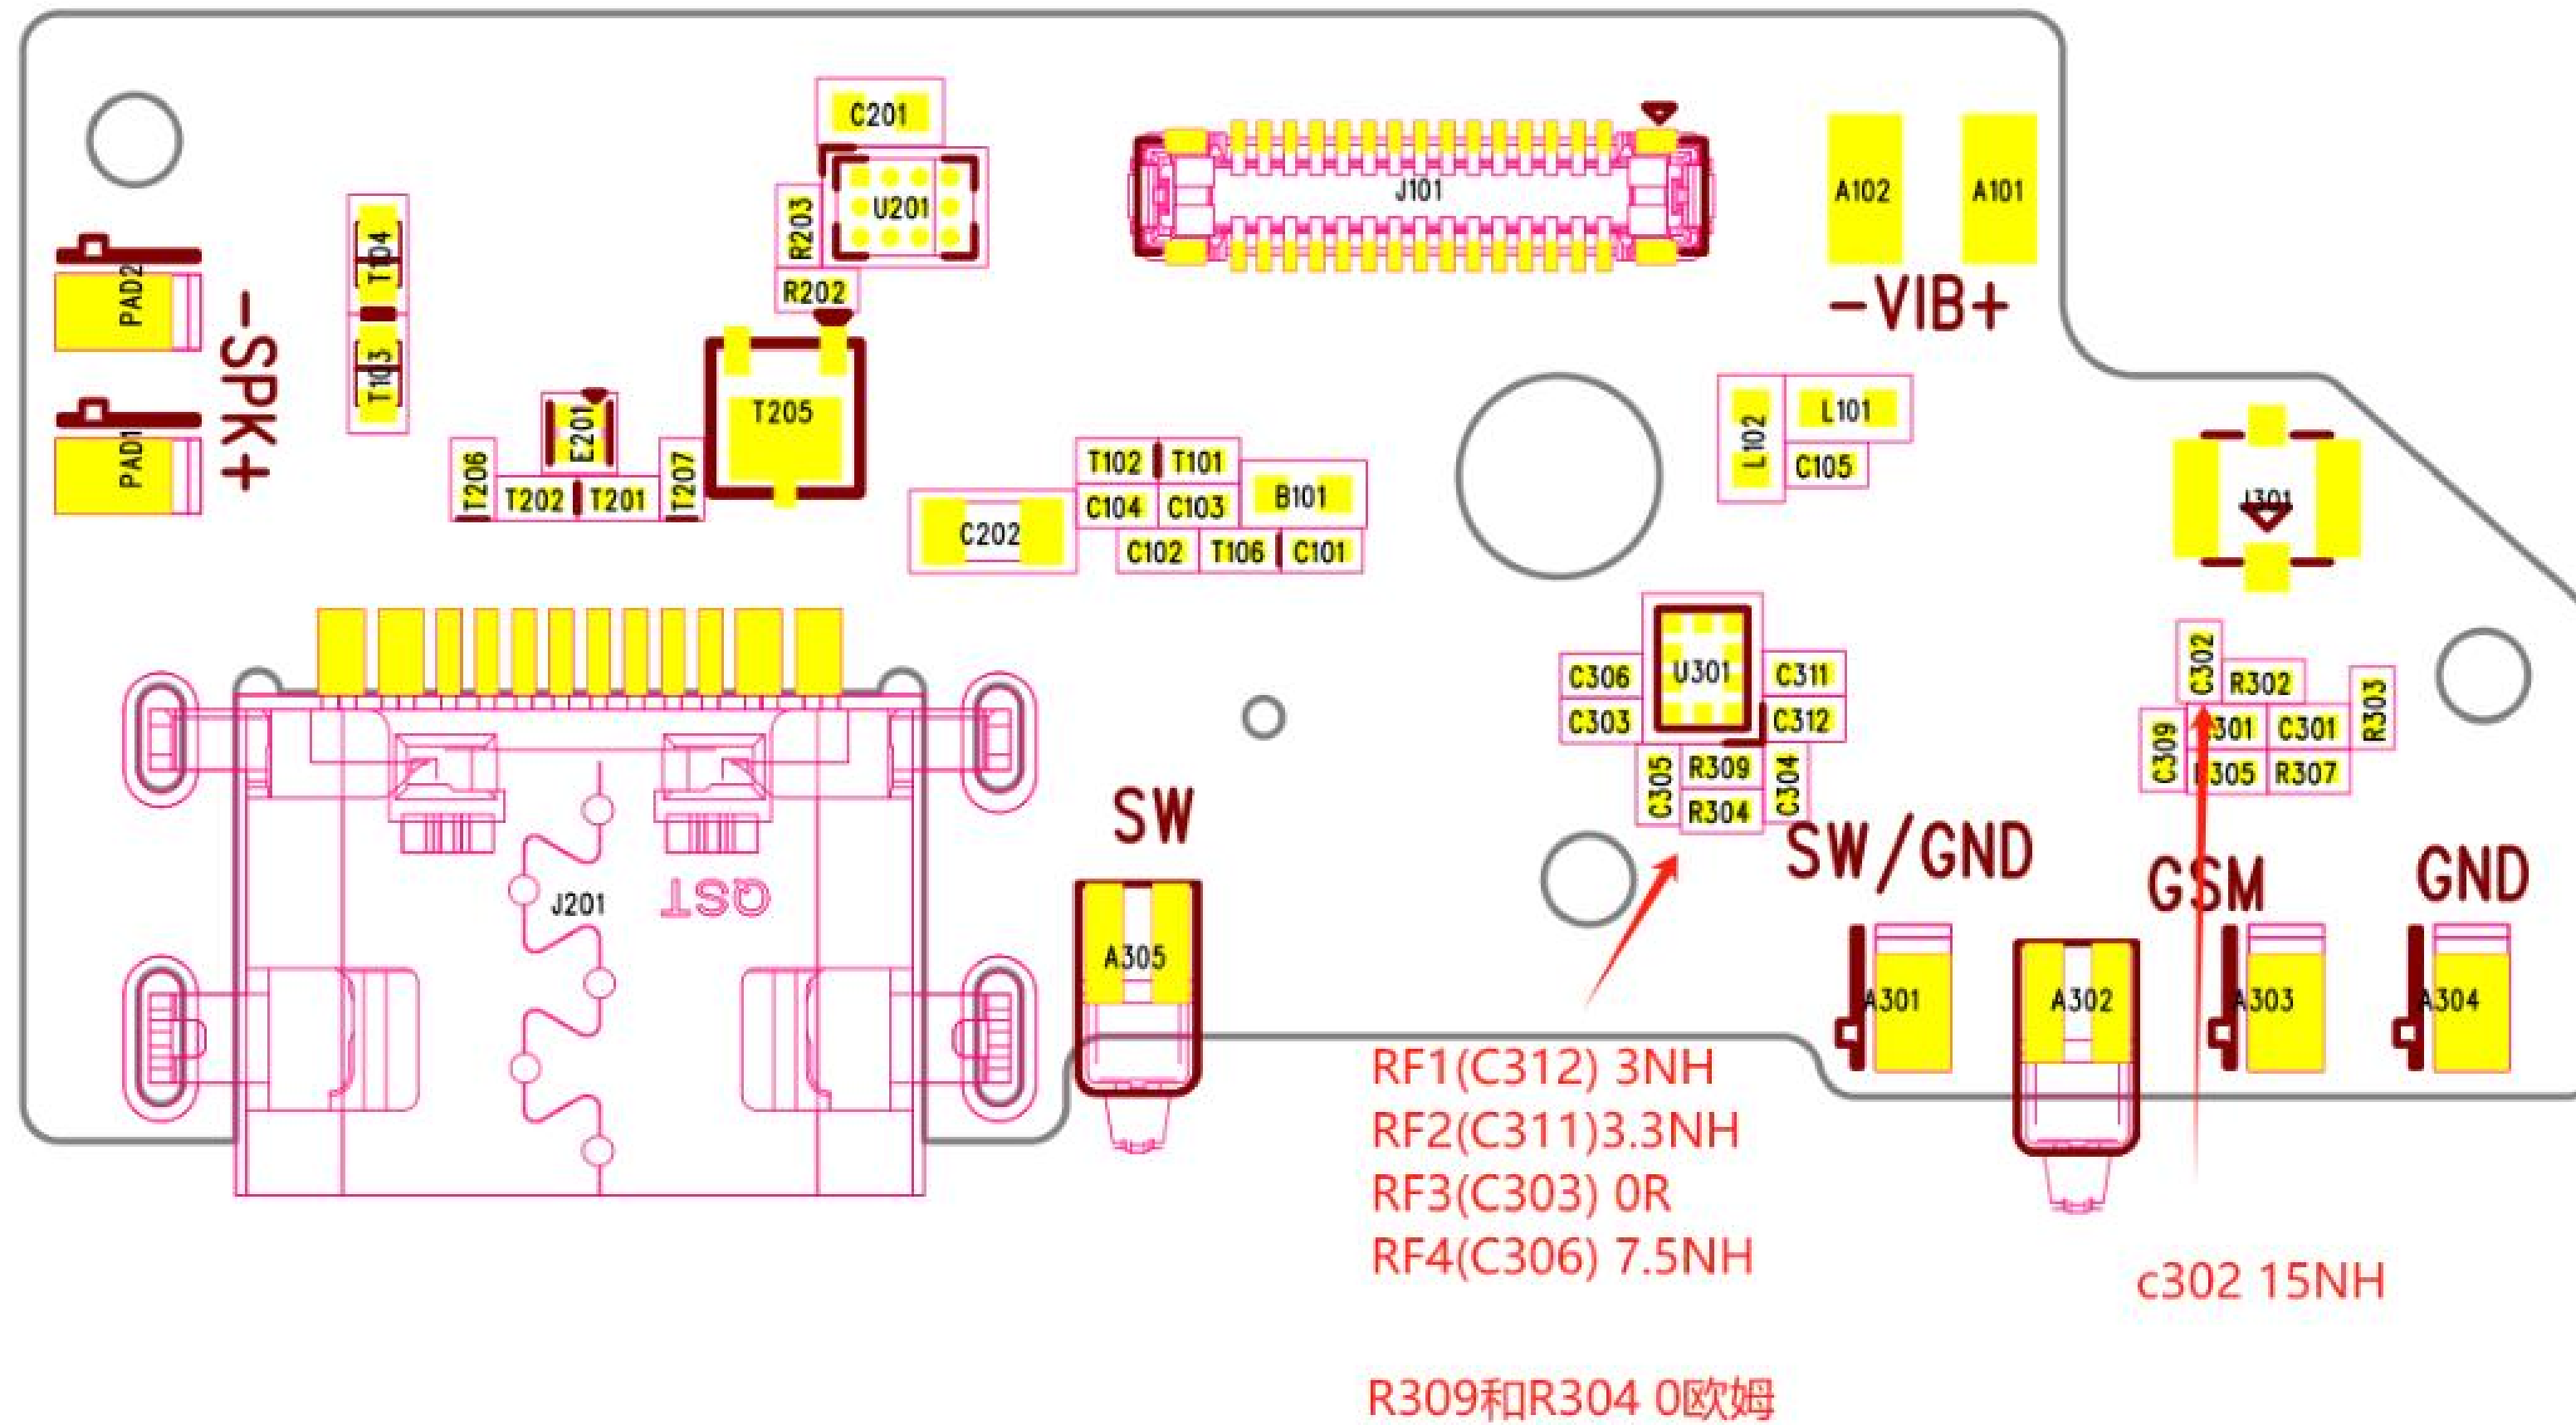 C201
U201
R203
R202
J101
A102
A101
-VIB+
T104
T103
PAD2
PAD1
-SPK+
T205
E201
T206
T202
T201
T207
C202
T102
T101
C104
C103
B101
C102
T106
C101
L102
L101
C105
J301
U301
C306
C303
C311
C312
C305
R309
R304
C304
C302
R302
R303
C309
301
C301
305
R307
J201
QST
SW
A305
SW/GND
GSM
GND
A301
A302
A303
A304
RF1(C312) 3NH
RF2(C311)3.3NH
RF3(C303) 0R
RF4(C306) 7.5NH
c302 15NH
R309和R304 0欧姆